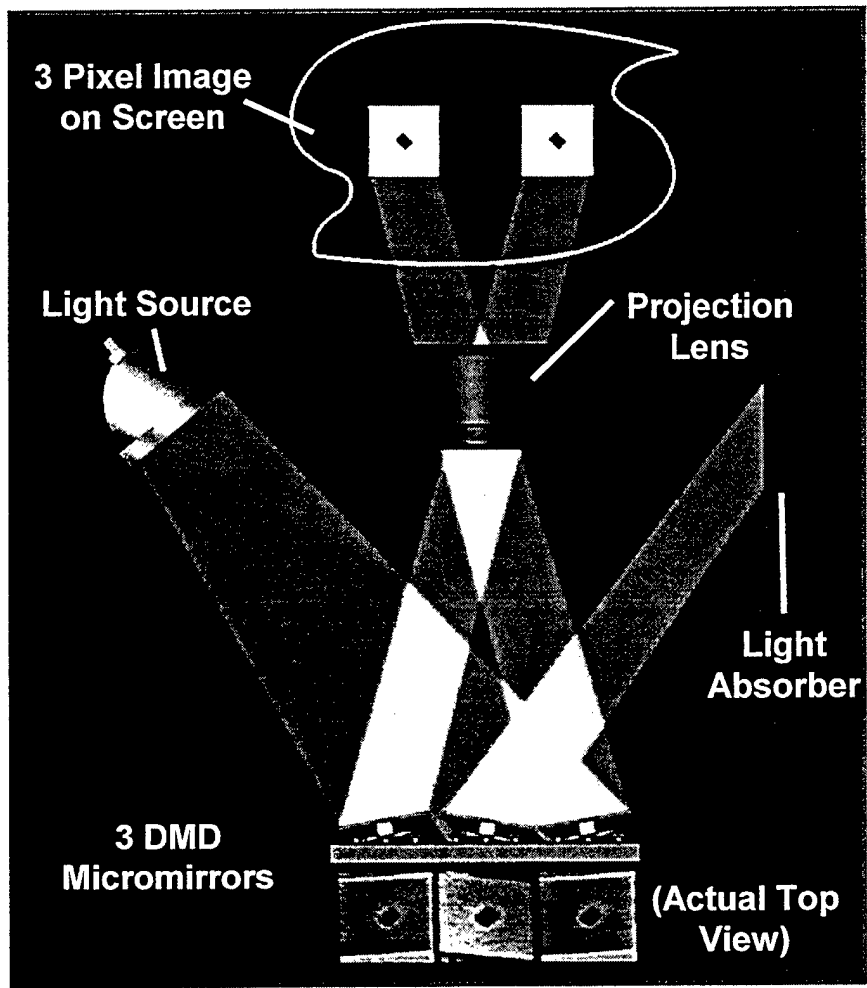 3 Pixel Image
on Screen
Light Source
Projection
Lens
Light
Absorber
3 DMD
Micromirrors
(Actual Top
View)